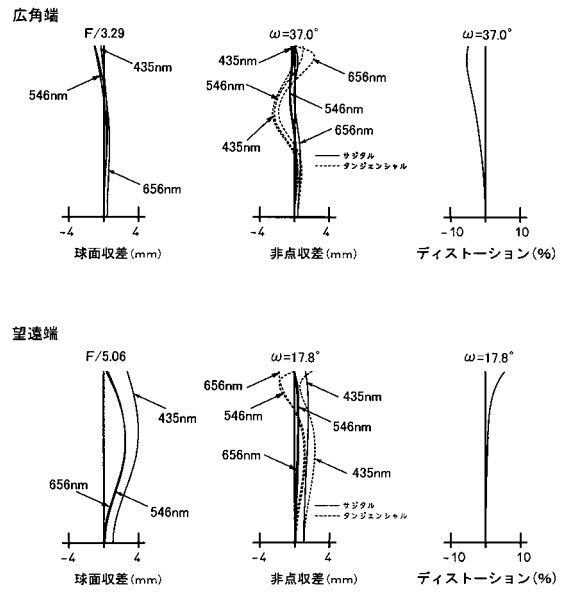 広角端
F/3.29
435nm
546nm
656nm
-4
4
球面収差(mm)
ω=37.0°
435nm
656nm
546nm
546nm
656nm
435nm
サジタル
タンジェンシャル
-4
4
非点収差(mm)
ω=37.0°
-10
10
ディストーション(%)
望遠端
F/5.06
435nm
656nm
546nm
-4
4
球面収差(mm)
ω=17.8°
656nm
435nm
546nm
546nm
656nm
435nm
サジタル
タンジェンシャル
-4
4
非点収差(mm)
ω=17.8°
-10
10
ディストーション(%)